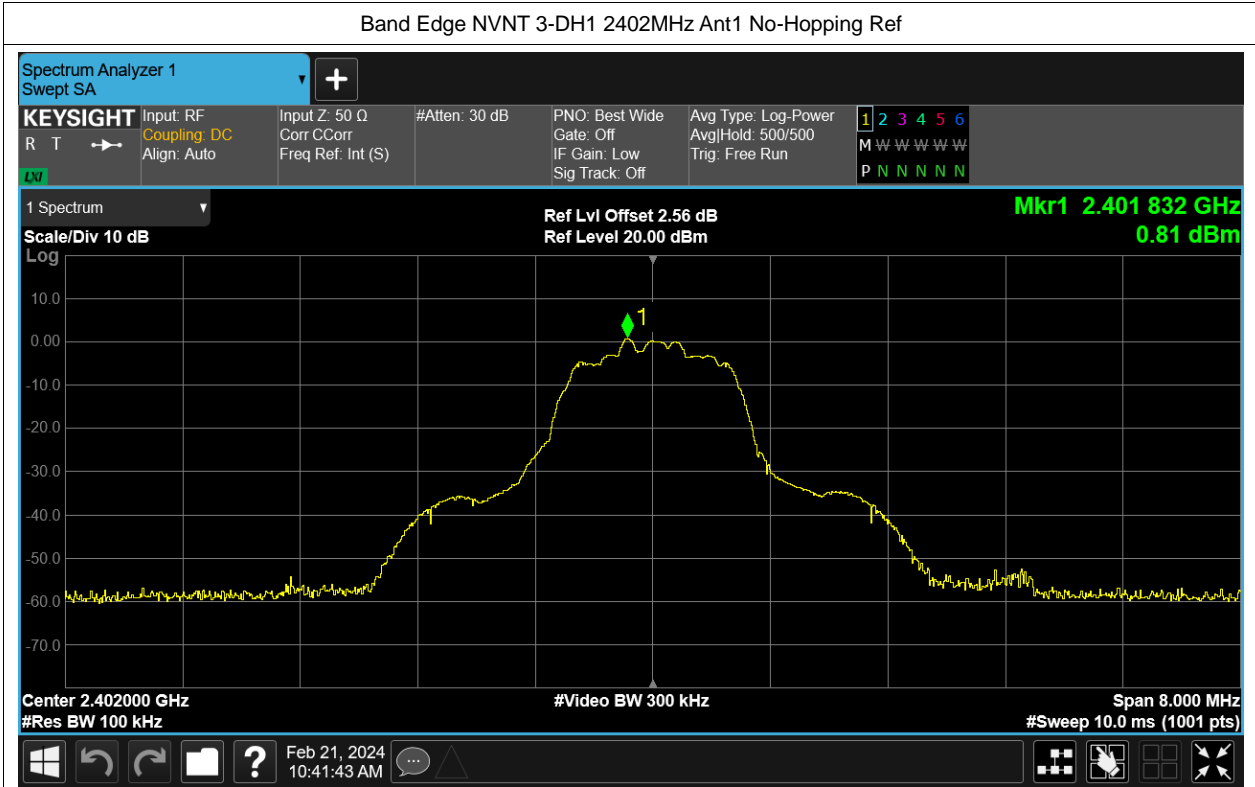 Band Edge NVNT 3-DH1 2402MHz Ant1 No-Hopping Ref
Spectrum Analyzer 1
Swept SA
KEYSIGHT
R T
LXI
Input: RF
Coupling: DC
Align: Auto
Input Z: 50 Ω
Corr CCorr
Freq Ref: Int (S)
#Atten: 30 dB
PNO: Best Wide
Gate: Off
IF Gain: Low
Sig Track: Off
Avg Type: Log-Power
Avg|Hold: 500/500
Trig: Free Run
1 2 3 4 5 6
M W W W W W
P N N N N N
1 Spectrum
Scale/Div 10 dB
Ref Lvl Offset 2.56 dB
Ref Level 20.00 dBm
Mkr1 2.401 832 GHz
0.81 dBm
Log
10.0
0.00
-10.0
-20.0
-30.0
-40.0
-50.0
-60.0
-70.0
1
Center 2.402000 GHz
#Res BW 100 kHz
#Video BW 300 kHz
Span 8.000 MHz
#Sweep 10.0 ms (1001 pts)
?
Feb 21, 2024
10:41:43 AM